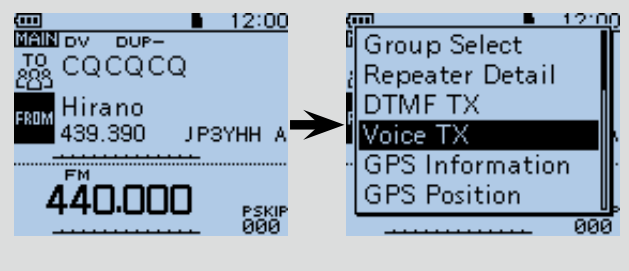 12:00
MAIN DV DUP-
TO CQCQCQ
FROM Hirano
439.390 JP3YHH A
FM
440.000 PSKIP
000
12:00
Group Select
Repeater Detail
DTMF TX
Voice TX
GPS Information
GPS Position
000